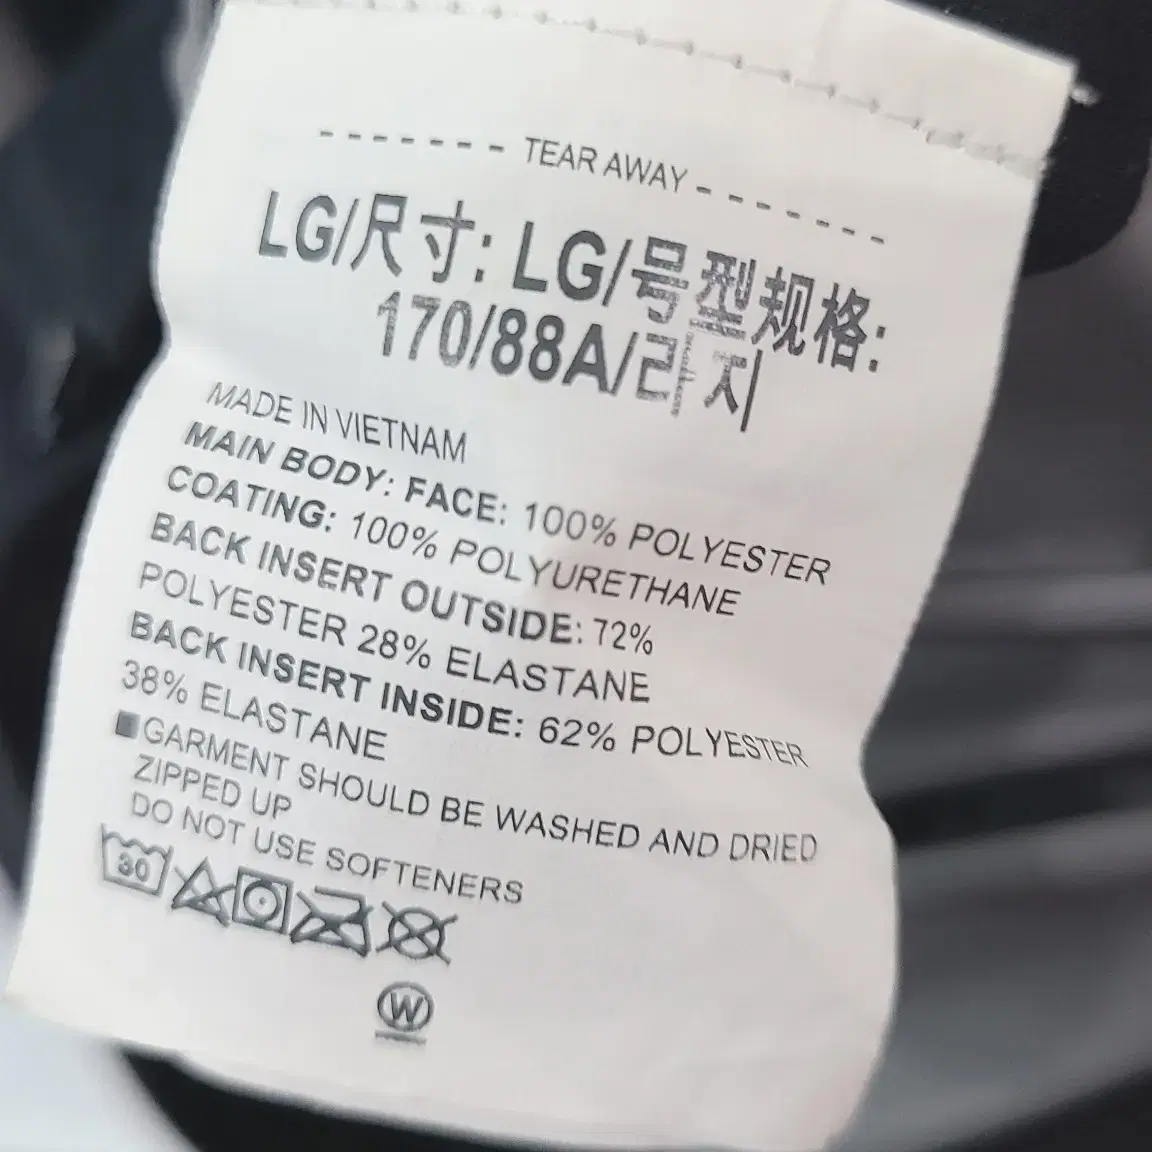 ------- TEAR AWAY -------
LG/尺寸: LG/号型规格:
170/88A/라지
MADE IN VIETNAM
MAIN BODY: FACE: 100% POLYESTER
COATING: 100% POLYURETHANE
BACK INSERT OUTSIDE: 72%
POLYESTER 28% ELASTANE
BACK INSERT INSIDE: 62% POLYESTER
38% ELASTANE
■GARMENT SHOULD BE WASHED AND DRIED
ZIPPED UP
DO NOT USE SOFTENERS
30
W